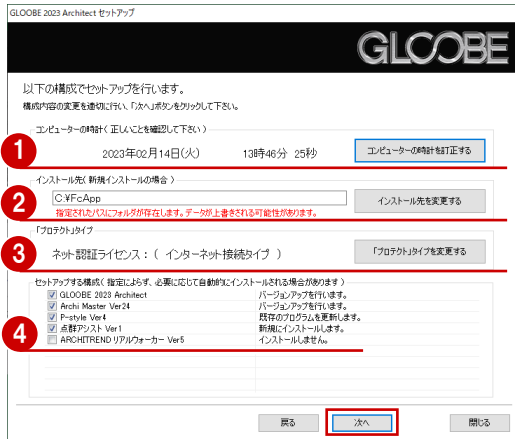 GLOOBE 2023 Architect セットアップ
GLOOBE
以下の構成でセットアップを行います。
構成内容の変更を適切に行い、「次へ」ボタンをクリックして下さい。
コンピューターの時計( 正しいことを確認して下さい )
1
2023年02月14日(火) 13時46分 25秒 コンピューターの時計を訂正する
インストール先( 新規インストールの場合 )
2
C:¥FcApp インストール先を変更する
指定されたパスにフォルダが存在します。データが上書きされる可能性があります。
「プロテクト」タイプ
3
ネット認証ライセンス : ( インターネット接続タイプ ) 「プロテクト」タイプを変更する
セットアップする構成( 指定によらず、必要に応じて自動的にインストールされる場合があります )
GLOOBE 2023 Architect バージョンアップを行います。
Archi Master Ver24 バージョンアップを行います。
P-style Ver4 既存のプログラムを更新します。
4
点群アシスト Ver1 新規にインストールします。
ARCHITREND リアルウォーカー Ver5 インストールしません。
戻る 次へ 閉じる